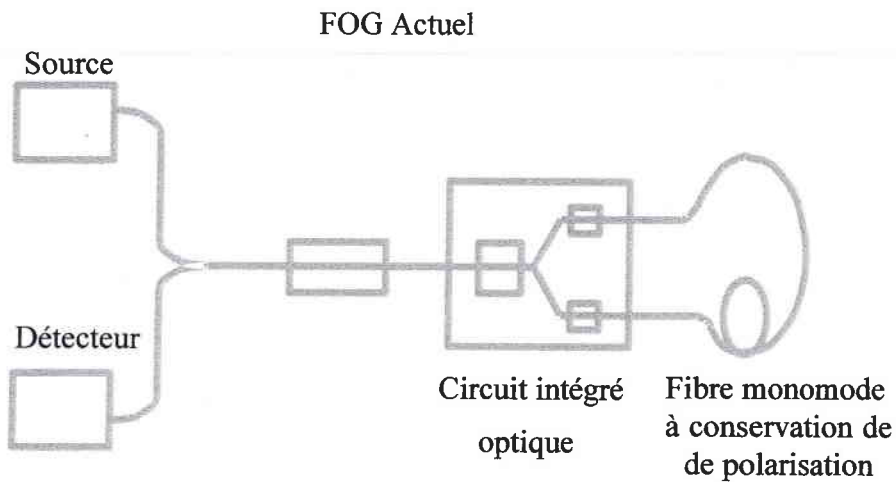 FOG Actuel
Source
Détecteur
Circuit intégré
optique
Fibre monomode
à conservation de
de polarisation